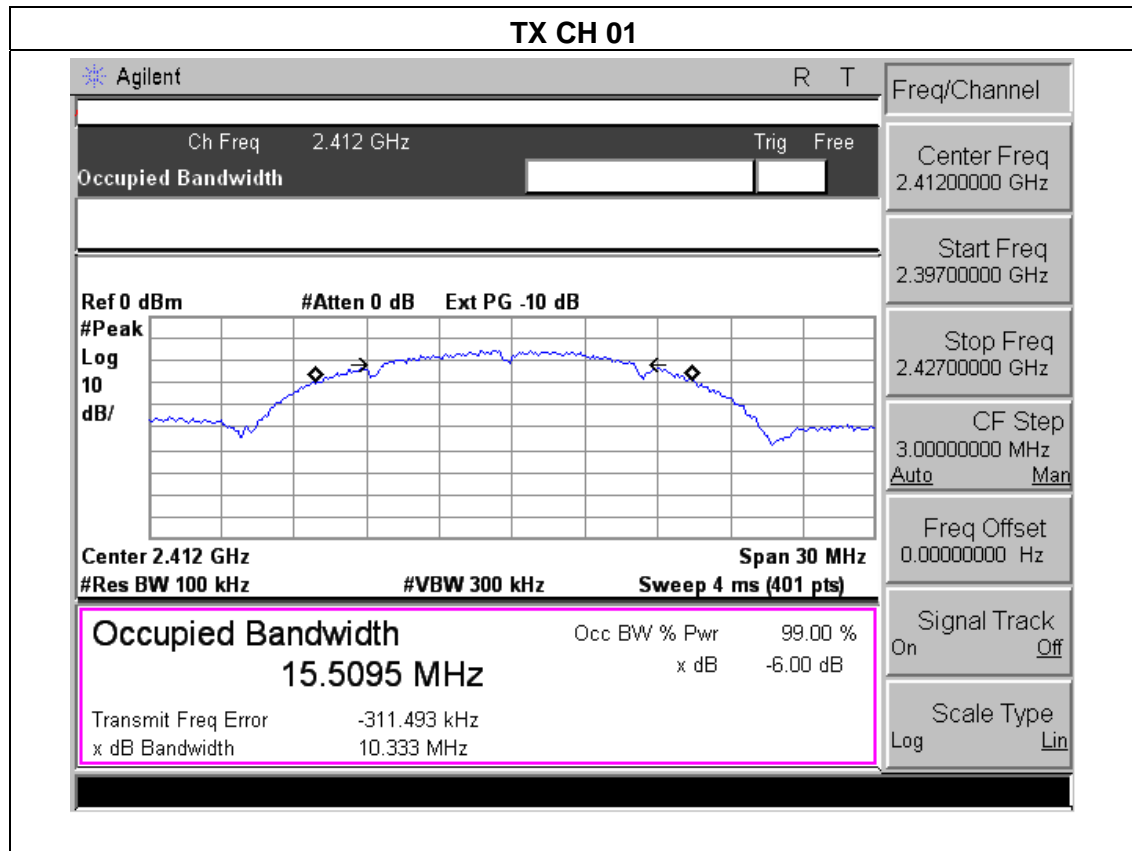 TX CH 01
Agilent R T
Ch Freq 2.412 GHz Trig Free
Occupied Bandwidth
Ref 0 dBm #Atten 0 dB Ext PG -10 dB
#Peak
Log
10
dB/
Center 2.412 GHz Span 30 MHz
#Res BW 100 kHz #VBW 300 kHz Sweep 4 ms (401 pts)
Occupied Bandwidth Occ BW % Pwr 99.00 %
15.5095 MHz x dB -6.00 dB
Transmit Freq Error -311.493 kHz
x dB Bandwidth 10.333 MHz
Freq/Channel
Center Freq
2.41200000 GHz
Start Freq
2.39700000 GHz
Stop Freq
2.42700000 GHz
CF Step
3.00000000 MHz
Auto Man
Freq Offset
0.00000000 Hz
Signal Track
On Off
Scale Type
Log Lin